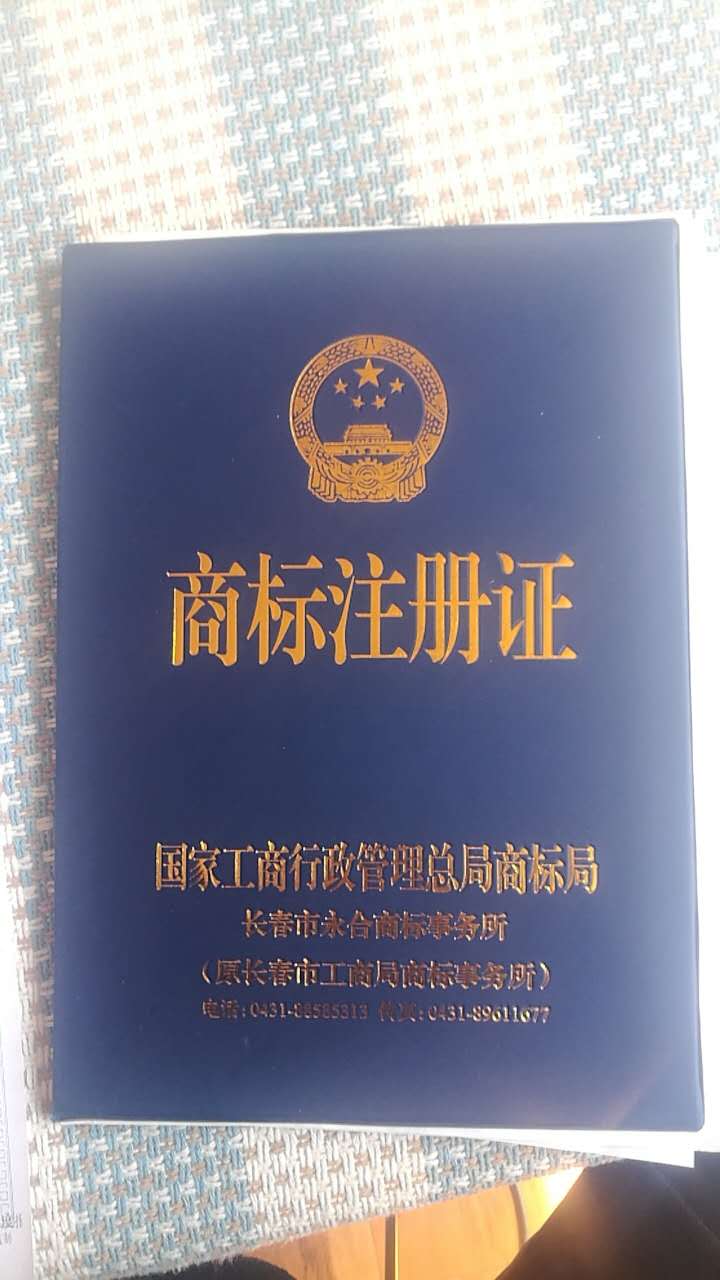 商标注册证
国家工商行政管理总局商标局
长春市永合商标事务所
（原长春市工商局商标事务所）
电话：0431-88585313 传真：0431-89611677